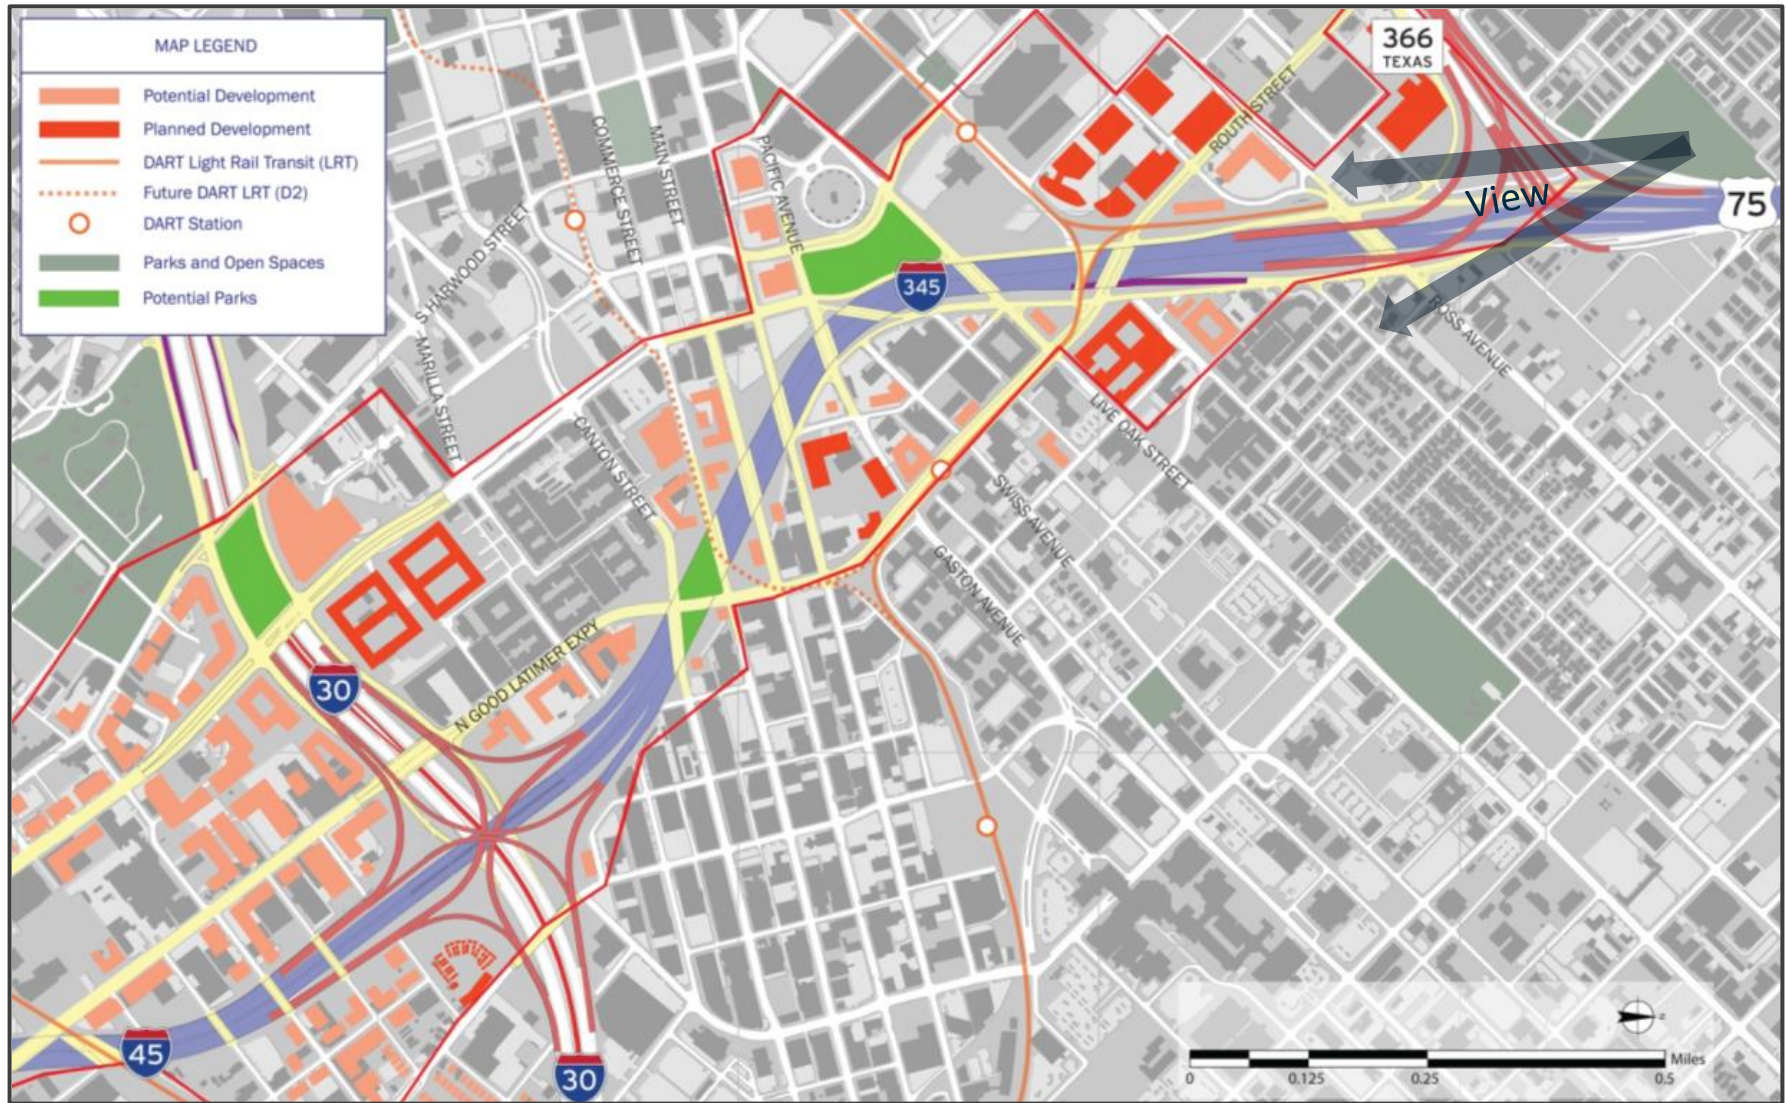 MAP LEGEND
Potential Development
Planned Development
DART Light Rail Transit (LRT)
Future DART LRT (D2)
DART Station
Parks and Open Spaces
Potential Parks
366
TEXAS
75
View
345
30
30
45
S HARWOOD STREET
MARILLA STREET
COMMERCE STREET
MAIN STREET
PACIFIC AVENUE
ROUTH STREET
ROSS AVENUE
LIVE OAK STREET
SWISS AVENUE
GASTON AVENUE
CANTON STREET
N GOOD LATIMER EXPY
Z
Miles
0
0.125
0.25
0.5